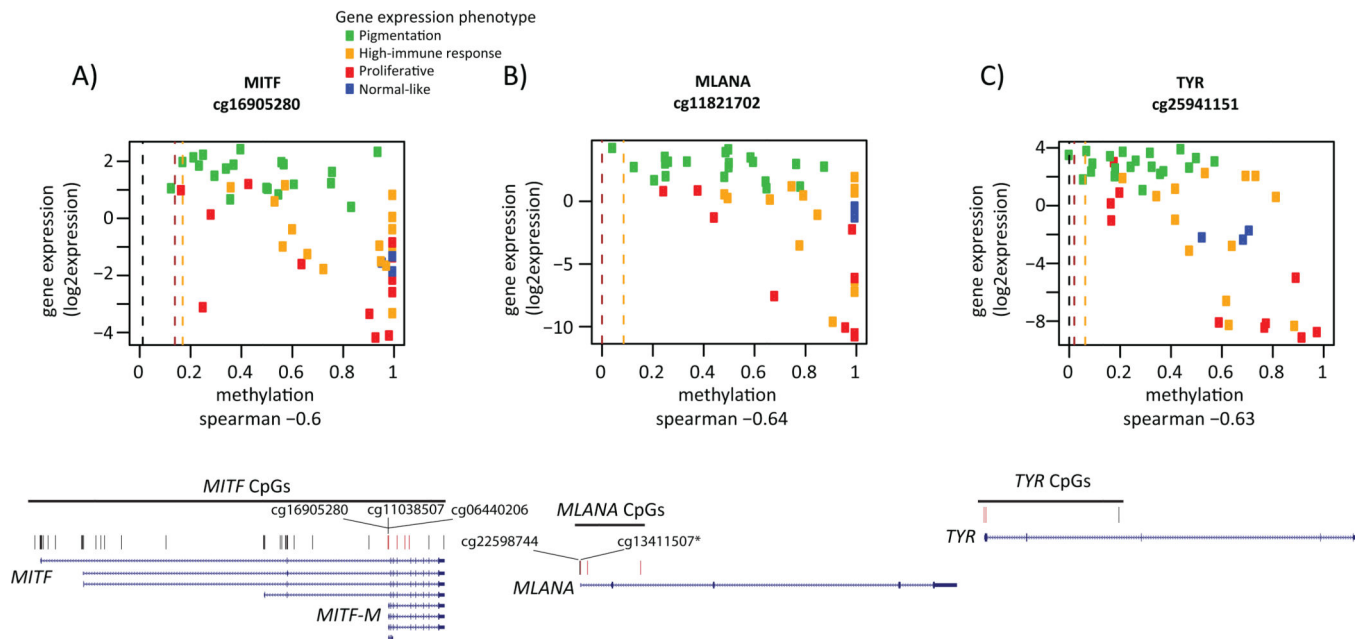 Gene expression phenotype
Pigmentation
High-immune response
Proliferative
Normal-like
A)
MITF
cg16905280
gene expression
(log2expression)
2
0
−2
−4
0 0.2 0.4 0.6 0.8 1
methylation
spearman −0.6
B)
MLANA
cg11821702
gene expression
(log2expression)
0
−5
−10
0 0.2 0.4 0.6 0.8 1
methylation
spearman −0.64
C)
TYR
cg25941151
gene expression
(log2expression)
4
0
−4
−8
0 0.2 0.4 0.6 0.8 1
methylation
spearman −0.63
MITF CpGs
cg16905280 cg11038507 cg06440206
MITF
MITF-M
MLANA CpGs
cg22598744 cg13411507*
MLANA
TYR CpGs
TYR